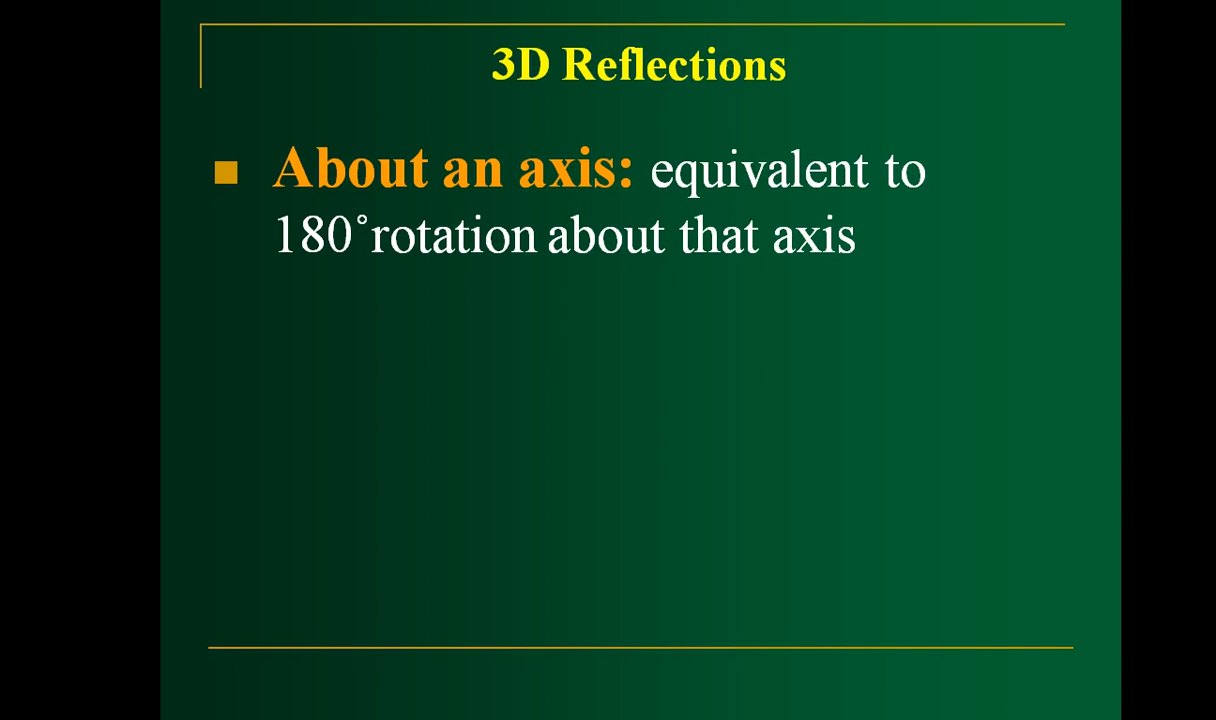 3D Reflections
About an axis: equivalent to
180˚rotation about that axis